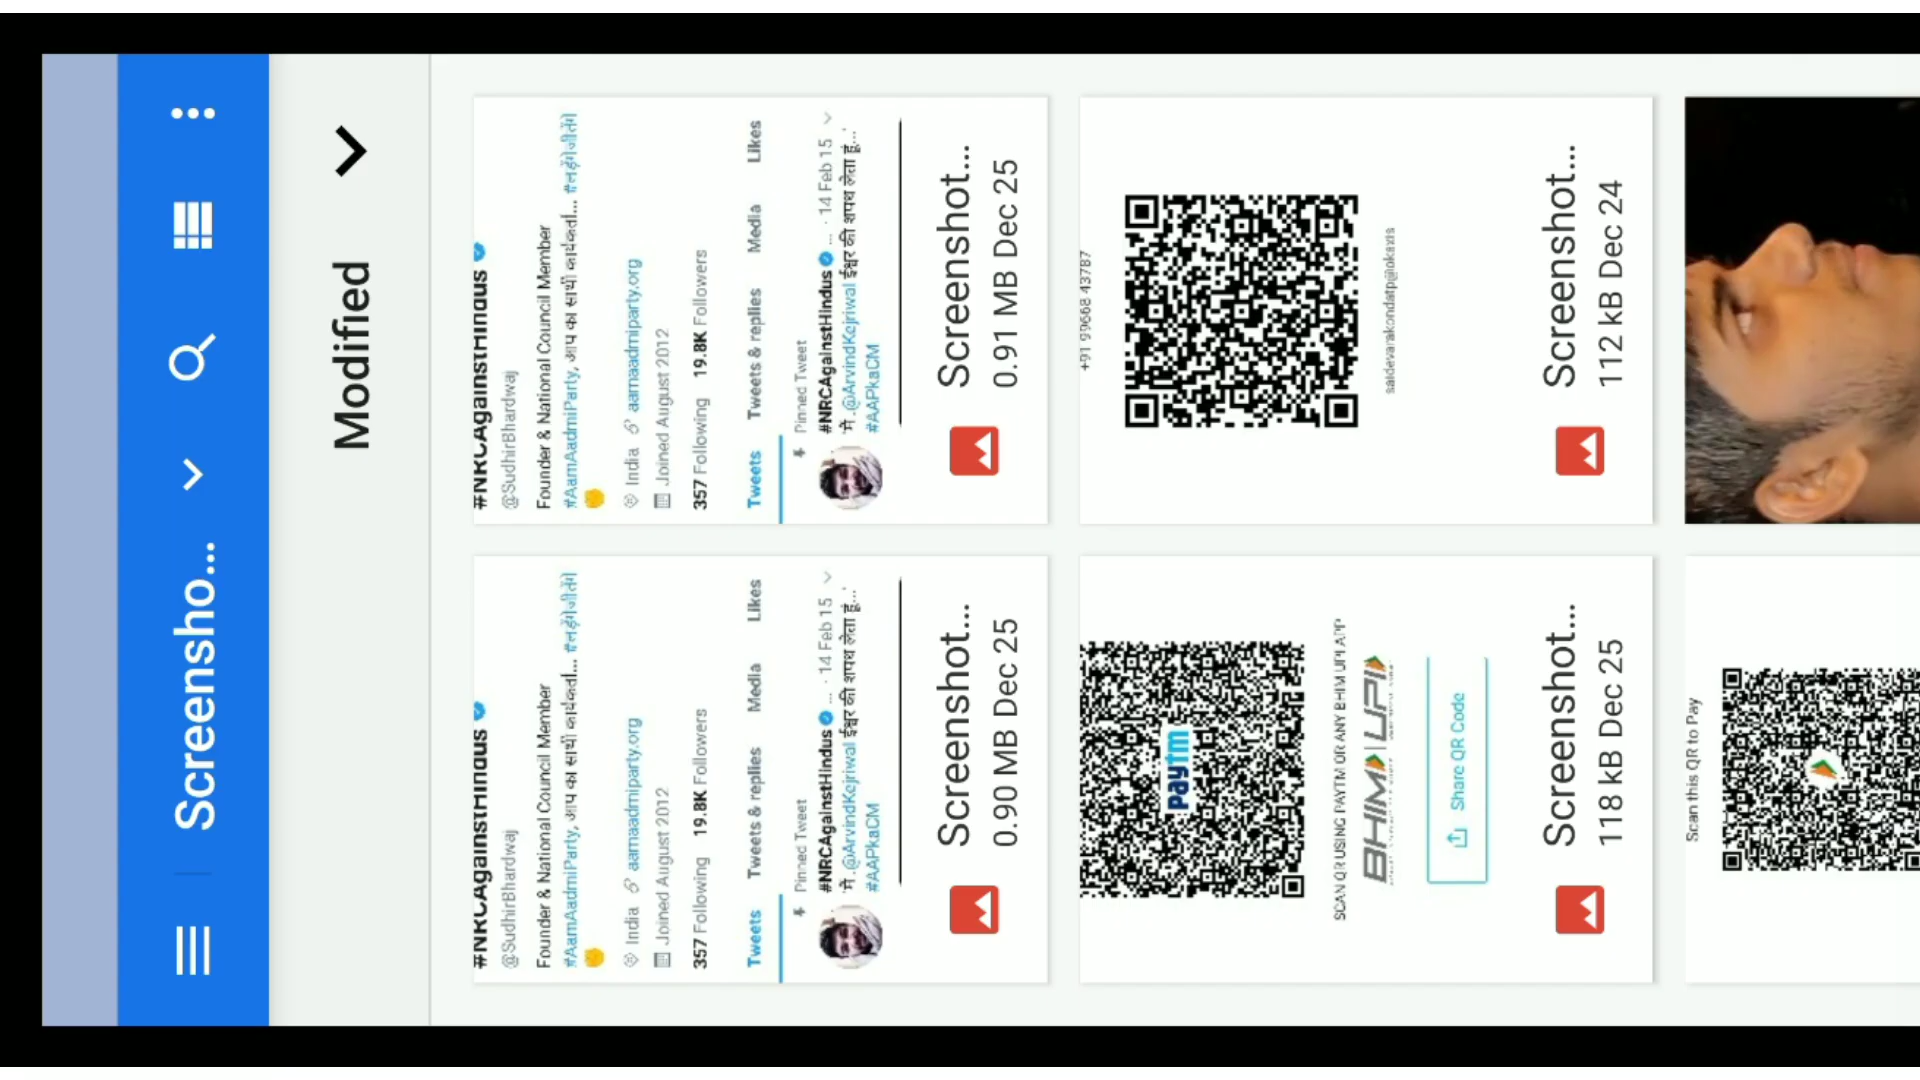 Screensho...
Modified
#NRCAgainstHindus
@SudhirBhardwaj
Founder & National Council Member
#AamAadmiParty, आप का साथी कार्यकर्ता... #लड़ेंगेजीतेंगे
India aamaadmiparty.org
Joined August 2012
357 Following 19.8K Followers
Tweets Tweets & replies Media Likes
Pinned Tweet
#NRCAgainstHindus ... · 14 Feb 15
'मैं .@ArvindKejriwal ईश्वर की शपथ लेता हूं...'
#AAPkaCM
Screenshot...
0.90 MB Dec 25
#NRCAgainstHindus
@SudhirBhardwaj
Founder & National Council Member
#AamAadmiParty, आप का साथी कार्यकर्ता... #लड़ेंगेजीतेंगे
India aamaadmiparty.org
Joined August 2012
357 Following 19.8K Followers
Tweets Tweets & replies Media Likes
Pinned Tweet
#NRCAgainstHindus ... · 14 Feb 15
'मैं .@ArvindKejriwal ईश्वर की शपथ लेता हूं...'
#AAPkaCM
Screenshot...
0.91 MB Dec 25
paytm
SCAN QR USING PAYTM OR ANY BHIM UPI APP
BHIM UPI
Share QR Code
Screenshot...
118 kB Dec 25
+91 99668 43787
saidevarakondatp@okaxis
Screenshot...
112 kB Dec 24
Scan this QR to Pay